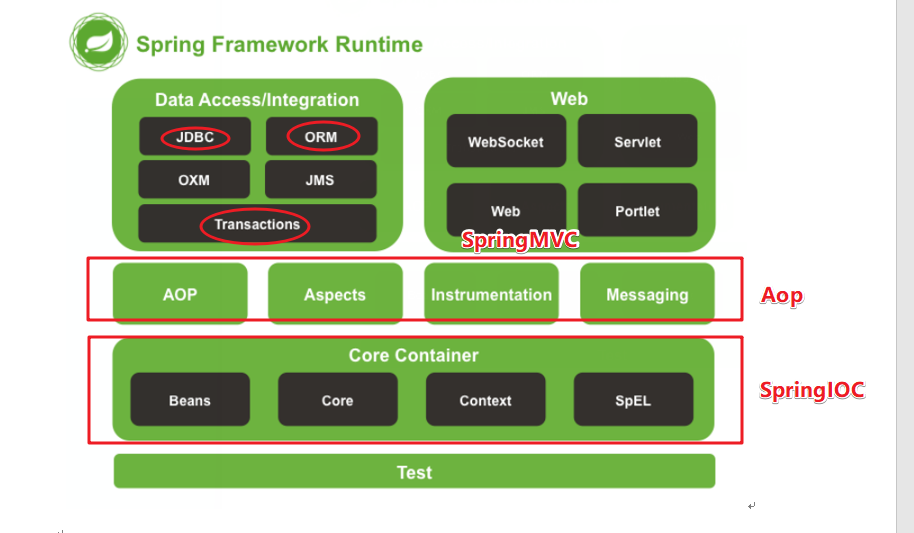 Spring Framework Runtime
Data Access/Integration
JDBC
ORM
OXM
JMS
Transactions
Web
WebSocket
Servlet
Web
Portlet
SpringMVC
AOP
Aspects
Instrumentation
Messaging
Aop
Core Container
Beans
Core
Context
SpEL
SpringIOC
Test